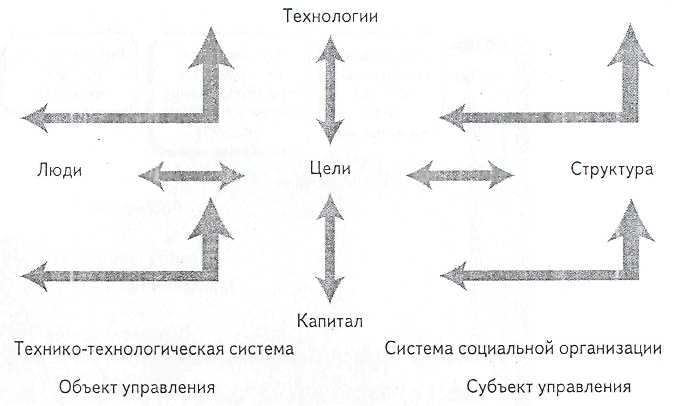 Технологии
Люди
Цели
Структура
Капитал
Технико-технологическая система
Система социальной организации
Объект управления
Субъект управления